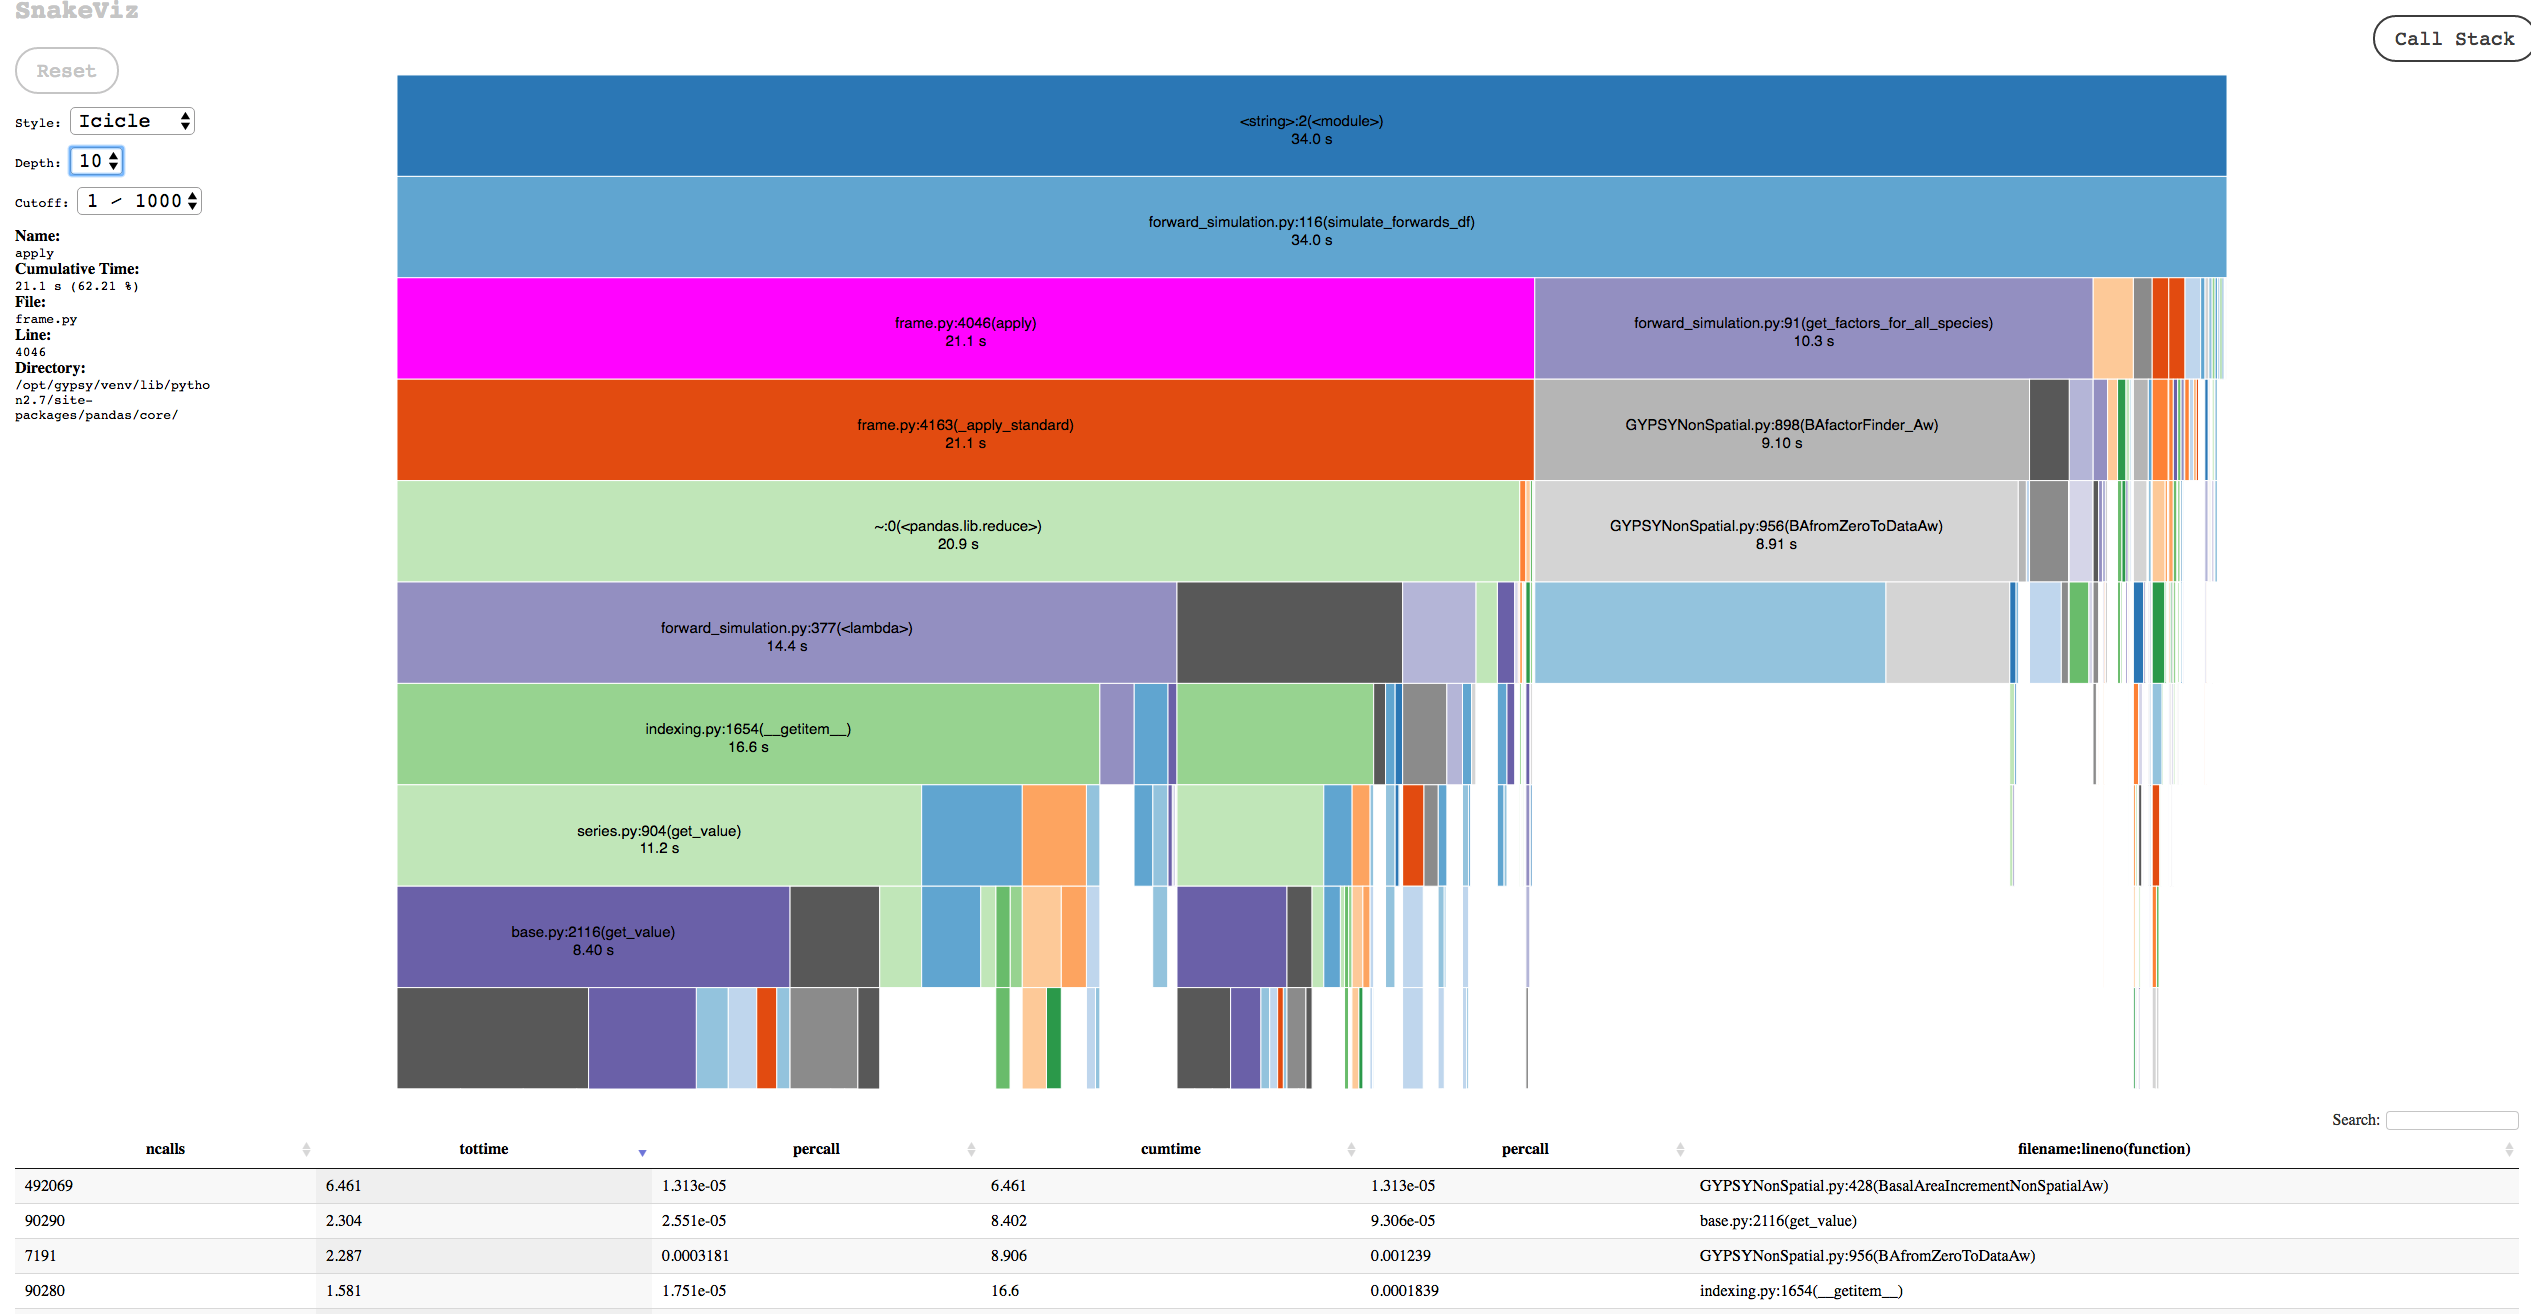 SnakeViz
Call Stack
Reset
Style: Icicle
Depth: 10
Cutoff: 1 / 1000
Name:
apply
Cumulative Time:
21.1 s (62.21 %)
File:
frame.py
Line:
4046
Directory:
/opt/gypsy/venv/lib/pytho
n2.7/site-
packages/pandas/core/
<string>:2(<module>)
34.0 s
forward_simulation.py:116(simulate_forwards_df)
34.0 s
frame.py:4046(apply)
21.1 s
forward_simulation.py:91(get_factors_for_all_species)
10.3 s
frame.py:4163(_apply_standard)
21.1 s
GYPSYNonSpatial.py:898(BAfactorFinder_Aw)
9.10 s
~:0(<pandas.lib.reduce>)
20.9 s
GYPSYNonSpatial.py:956(BAfromZeroToDataAw)
8.91 s
forward_simulation.py:377(<lambda>)
14.4 s
indexing.py:1654(__getitem__)
16.6 s
series.py:904(get_value)
11.2 s
base.py:2116(get_value)
8.40 s
Search:
ncalls tottime percall cumtime percall filename:lineno(function)
492069 6.461 1.313e-05 6.461 1.313e-05 GYPSYNonSpatial.py:428(BasalAreaIncrementNonSpatialAw)
90290 2.304 2.551e-05 8.402 9.306e-05 base.py:2116(get_value)
7191 2.287 0.0003181 8.906 0.001239 GYPSYNonSpatial.py:956(BAfromZeroToDataAw)
90280 1.581 1.751e-05 16.6 0.0001839 indexing.py:1654(__getitem__)